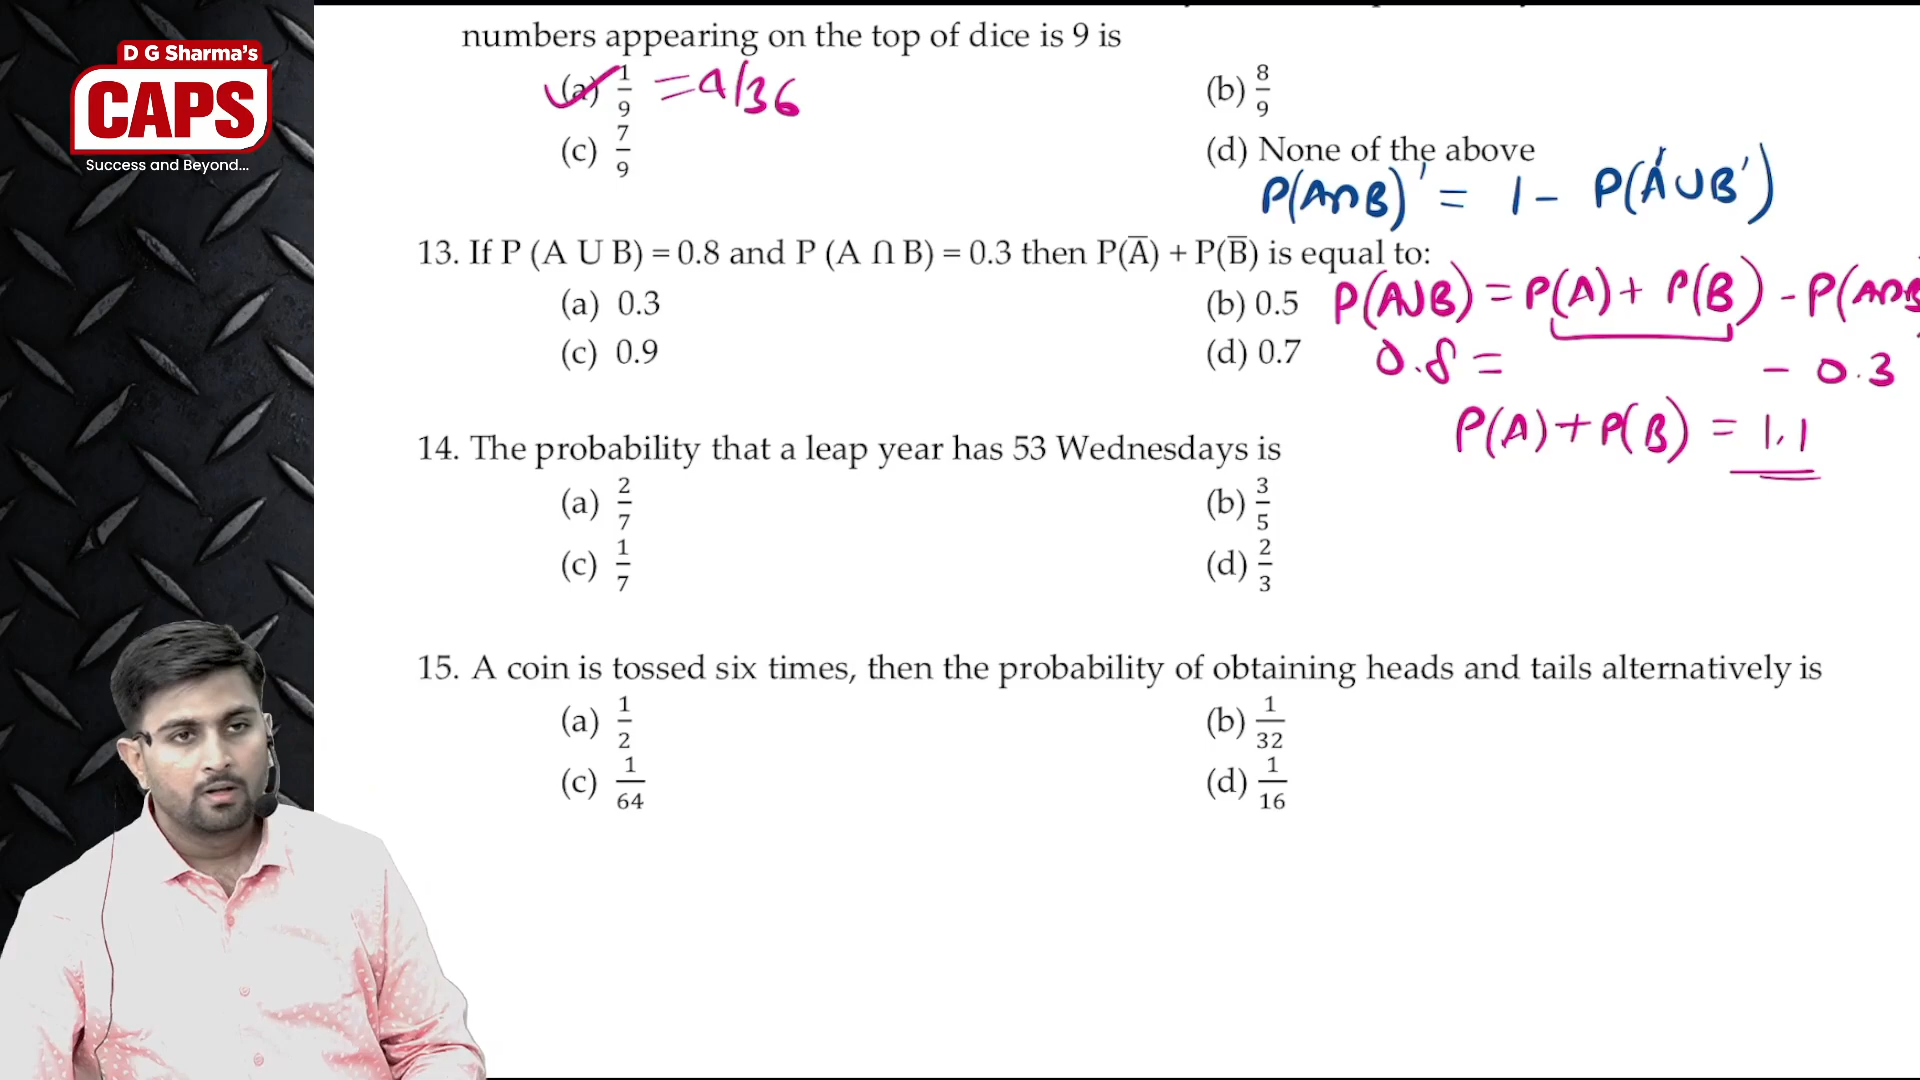 D G Sharma's
CAPS
Success and Beyond...
numbers appearing on the top of dice is 9 is
(a) 1/9 = 4/36
(b) 8/9
(c) 7/9
(d) None of the above
P(A∩B)' = 1 - P(A'∪B')
13. If P (A U B) = 0.8 and P (A ∩ B) = 0.3 then P(A̅) + P(B̅) is equal to:
(a) 0.3
(b) 0.5
P(A∪B) = P(A) + P(B) - P(A∩B
(c) 0.9
(d) 0.7
0.8 = - 0.3
P(A) + P(B) = 1.1
14. The probability that a leap year has 53 Wednesdays is
(a) 2/7
(b) 3/5
(c) 1/7
(d) 2/3
15. A coin is tossed six times, then the probability of obtaining heads and tails alternatively is
(a) 1/2
(b) 1/32
(c) 1/64
(d) 1/16